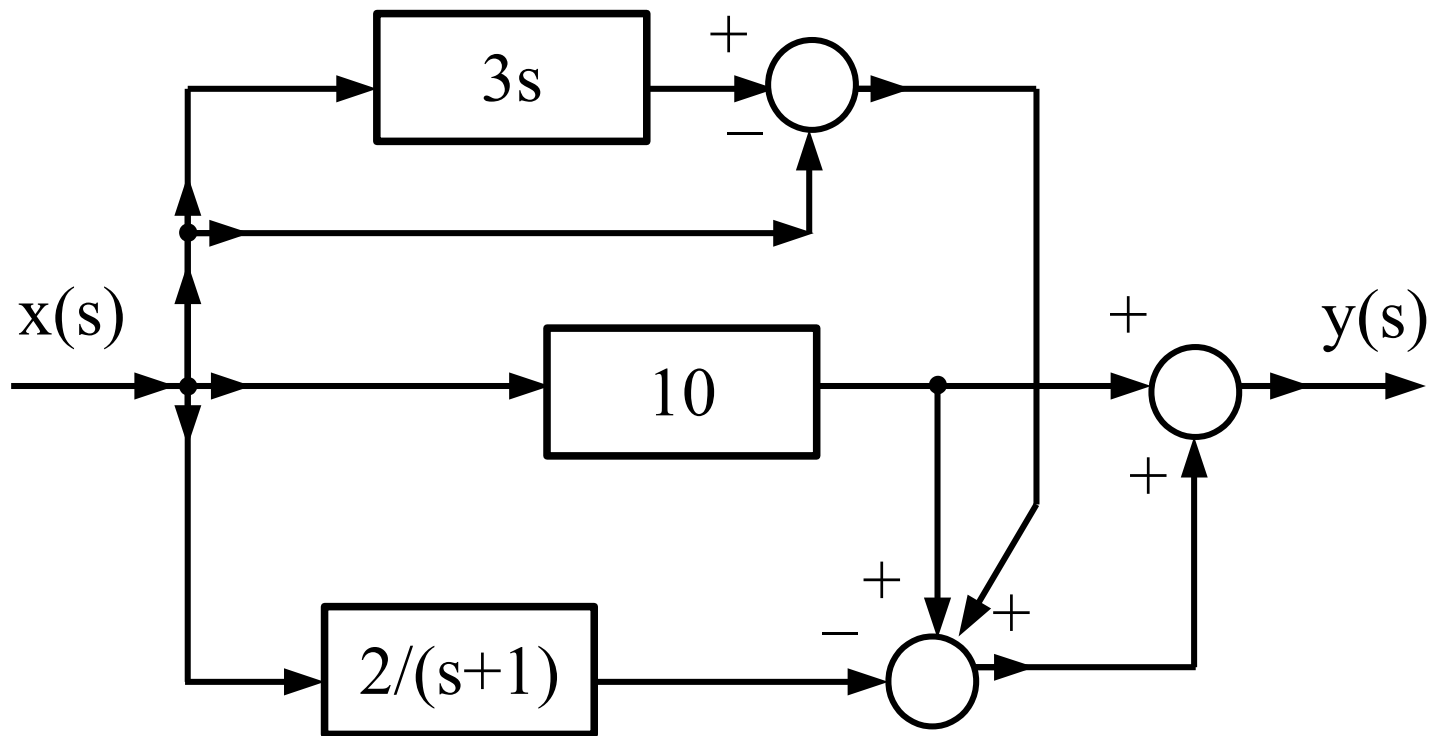 +
3s
–
x(s)
+
y(s)
10
+
+
+
–
2/(s+1)